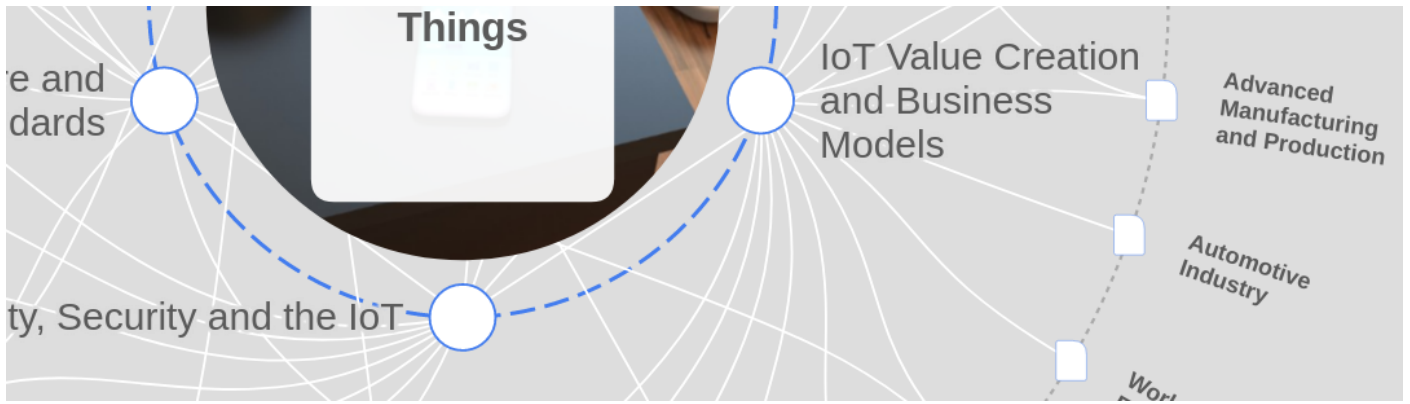 Things
re and
dards
IoT Value Creation
and Business
Models
Advanced
Manufacturing
and Production
Automotive
Industry
ty, Security and the IoT